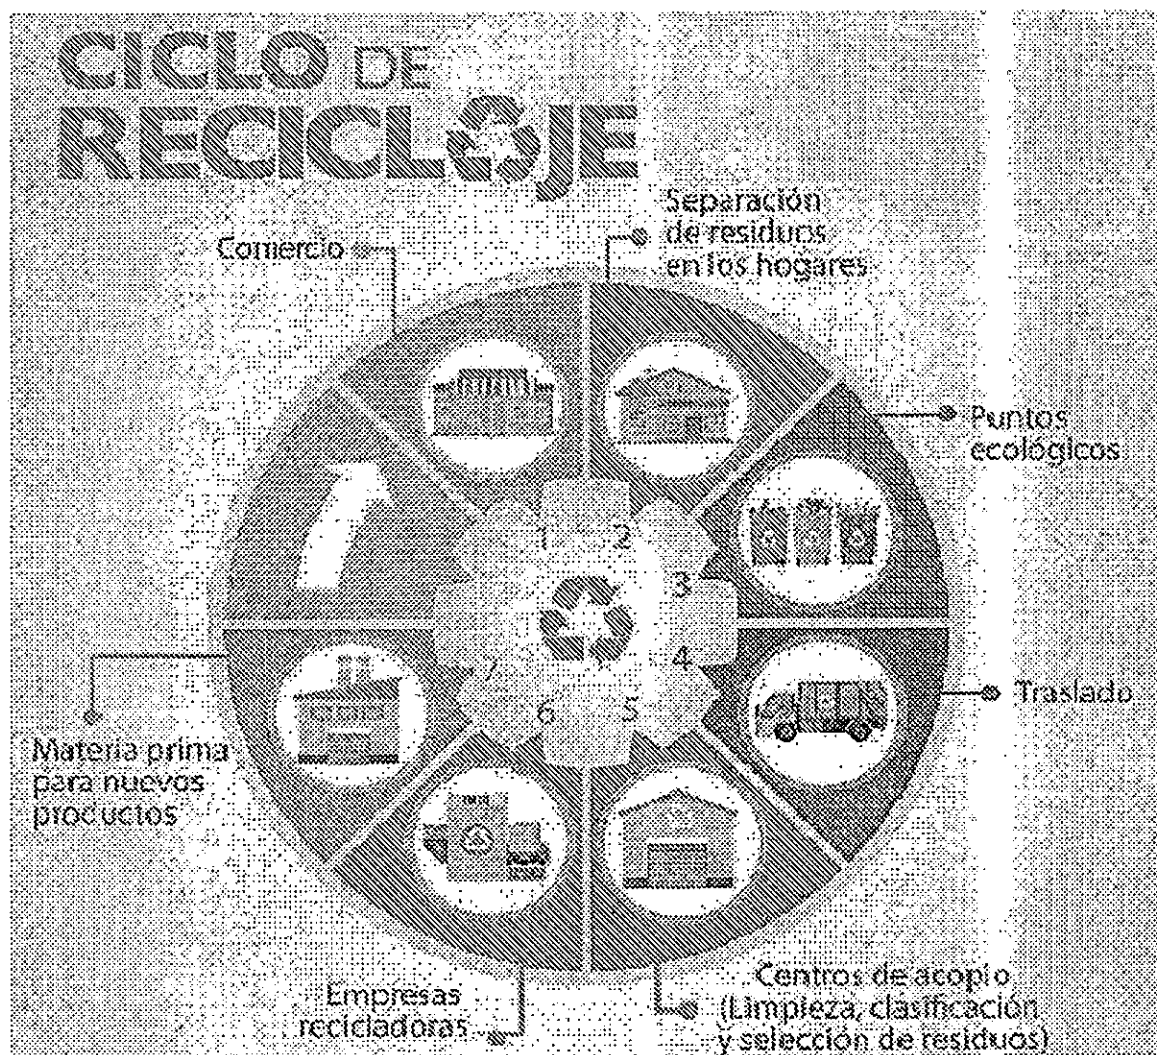 CICLO DE
RECICLAJE
Comercio
Separación
de residuos
en los hogares
Puntos
ecológicos
Traslado
Centros de acopio
(Limpieza, clasificación
y selección de residuos)
Empresas
recicladoras
Materia prima
para nuevos
productos
1
2
3
4
5
6
7